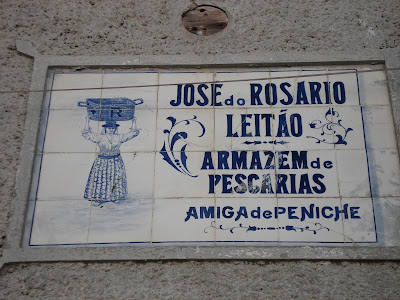 JOSE do ROSARIO
LEITÃO
ARMAZEM de
PESCARIAS
AMIGA de PENICHE